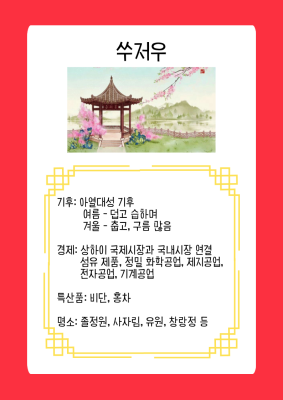 쑤저우
기후: 아열대성 기후
여름 - 덥고 습하며
겨울 - 춥고, 구름 많음
경제: 상하이 국제시장과 국내시장 연결
섬유 제품, 정밀 화학공업, 제지공업,
전자공업, 기계공업
특산품: 비단, 홍차
명소: 졸정원, 사자림, 유원, 창랑정 등